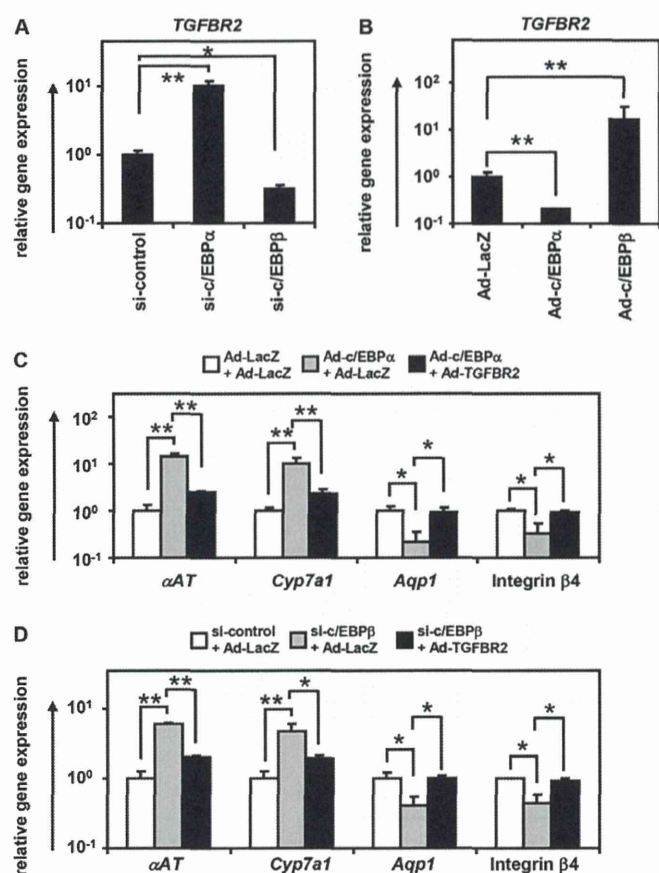 A
TGFBR2
relative gene expression
10¹
10⁰
10⁻¹
**
*
si-control
si-c/EBPα
si-c/EBPβ
B
TGFBR2
relative gene expression
10²
10¹
10⁰
10⁻¹
**
**
Ad-LacZ
Ad-c/EBPα
Ad-c/EBPβ
C
Ad-LacZ + Ad-LacZ
Ad-c/EBPα + Ad-LacZ
Ad-c/EBPα + Ad-TGFBR2
relative gene expression
10²
10¹
10⁰
10⁻¹
** ** ** ** * * * *
αAT
Cyp7a1
Aqp1
Integrin β4
D
si-control + Ad-LacZ
si-c/EBPβ + Ad-LacZ
si-c/EBPβ + Ad-TGFBR2
relative gene expression
10¹
10⁰
10⁻¹
** ** ** * * * * *
αAT
Cyp7a1
Aqp1
Integrin β4